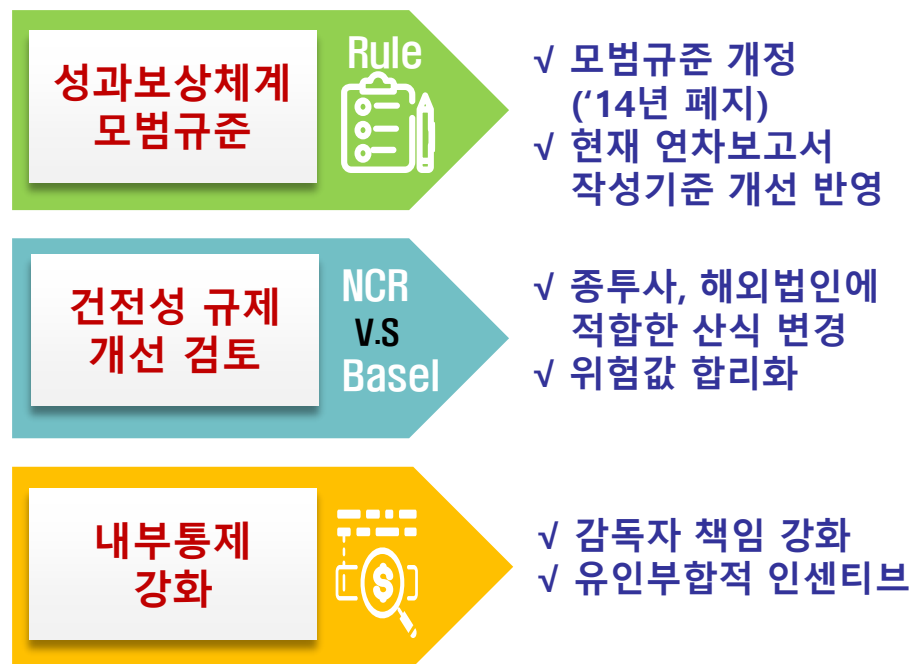 성과보상체계
모범규준
Rule
√ 모범규준 개정
(‘14년 폐지)
√ 현재 연차보고서
작성기준 개선 반영
건전성 규제
개선 검토
NCR
V.S
Basel
√ 종투사, 해외법인에
적합한 산식 변경
√ 위험값 합리화
내부통제
강화
$
√ 감독자 책임 강화
√ 유인부합적 인센티브